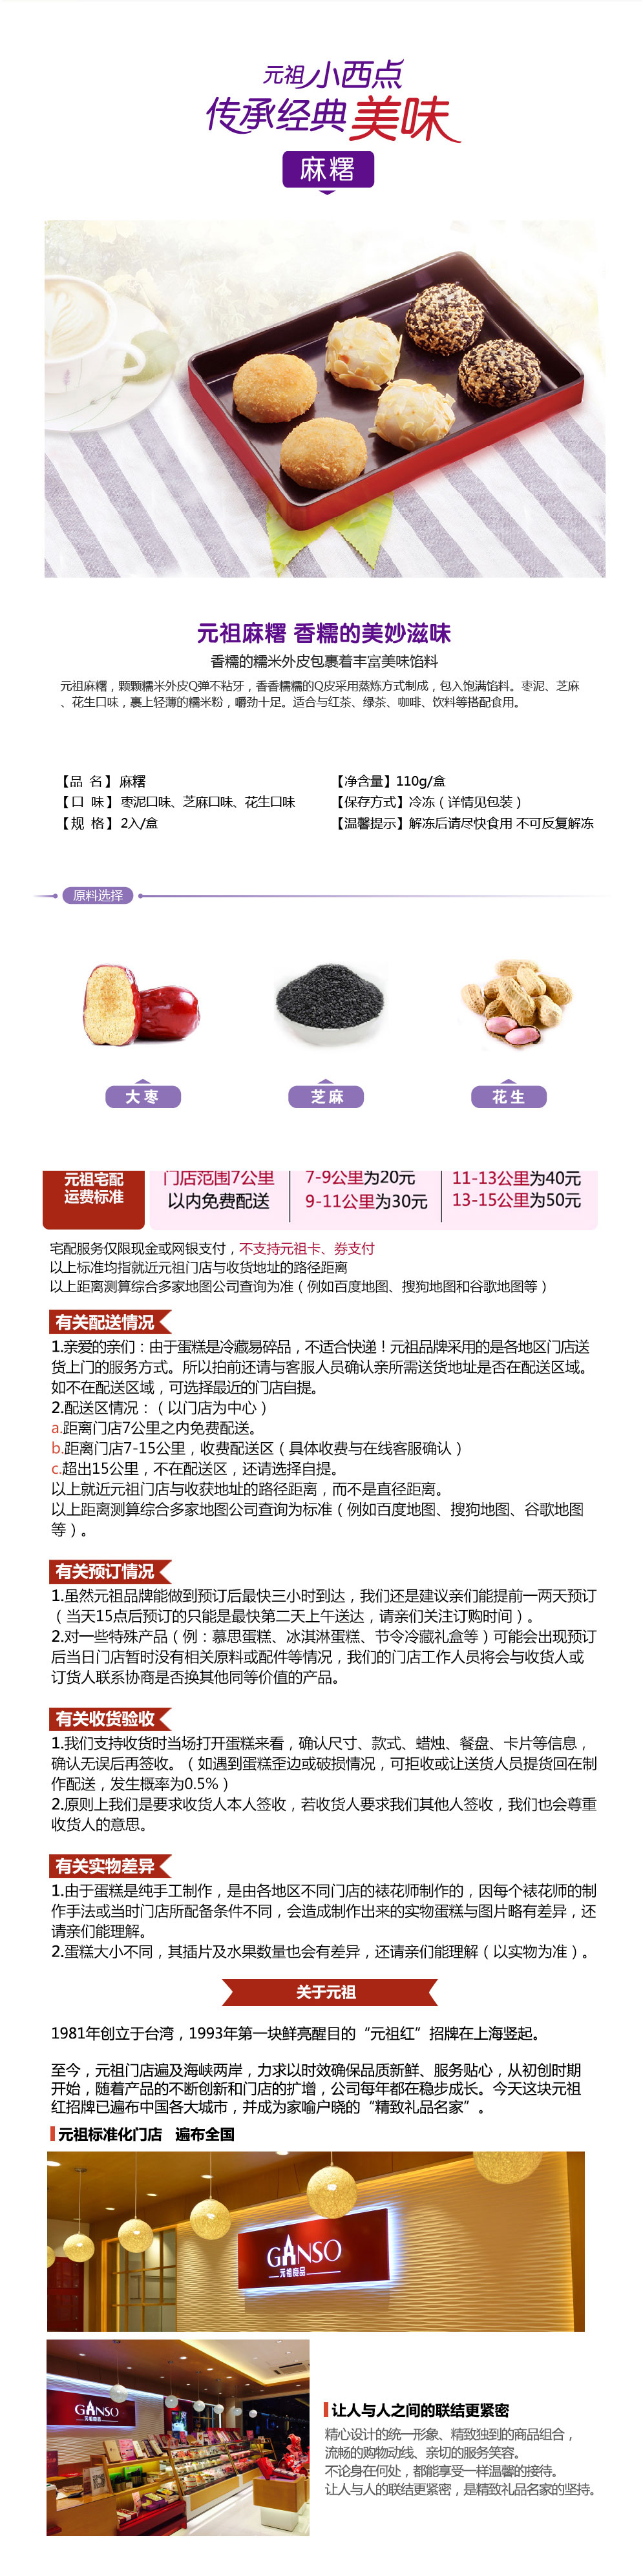 元祖小西点
传承经典美味
麻糬
元祖麻糬 香糯的美妙滋味
香糯的糯米外皮包裹着丰富美味馅料
元祖麻糬，颗颗糯米外皮Q弹不粘牙，香香糯糯的Q皮采用蒸炼方式制成，包入饱满馅料。枣泥、芝麻
、花生口味，裹上轻薄的糯米粉，嚼劲十足。适合与红茶、绿茶、咖啡、饮料等搭配食用。
【品 名】麻糬
【净含量】110g/盒
【口 味】枣泥口味、芝麻口味、花生口味
【保存方式】冷冻（详情见包装）
【规 格】2入/盒
【温馨提示】解冻后请尽快食用 不可反复解冻
原料选择
大枣
芝麻
花生
元祖宅配
运费标准
门店范围7公里
以内免费配送
7-9公里为20元
9-11公里为30元
11-13公里为40元
13-15公里为50元
宅配服务仅限现金或网银支付，不支持元祖卡、券支付
以上标准均指就近元祖门店与收货地址的路径距离
以上距离测算综合多家地图公司查询为准（例如百度地图、搜狗地图和谷歌地图等）
有关配送情况
1.亲爱的亲们：由于蛋糕是冷藏易碎品，不适合快递！元祖品牌采用的是各地区门店送
货上门的服务方式。所以拍前还请与客服人员确认亲所需送货地址是否在配送区域。
如不在配送区域，可选择最近的门店自提。
2.配送区情况：（以门店为中心）
a.距离门店7公里之内免费配送。
b.距离门店7-15公里，收费配送区（具体收费与在线客服确认）
c.超出15公里，不在配送区，还请选择自提。
以上就近元祖门店与收获地址的路径距离，而不是直径距离。
以上距离测算综合多家地图公司查询为标准（例如百度地图、搜狗地图、谷歌地图
等）。
有关预订情况
1.虽然元祖品牌能做到预订后最快三小时到达，我们还是建议亲们能提前一两天预订
（当天15点后预订的只能是最快第二天上午送达，请亲们关注订购时间）。
2.对一些特殊产品（例：慕思蛋糕、冰淇淋蛋糕、节令冷藏礼盒等）可能会出现预订
后当日门店暂时没有相关原料或配件等情况，我们的门店工作人员将会与收货人或
订货人联系协商是否换其他同等价值的产品。
有关收货验收
1.我们支持收货时当场打开蛋糕来看，确认尺寸、款式、蜡烛、餐盘、卡片等信息，
确认无误后再签收。（如遇到蛋糕歪边或破损情况，可拒收或让送货人员提货回在制
作配送，发生概率为0.5%）
2.原则上我们是要求收货人本人签收，若收货人要求我们其他人签收，我们也会尊重
收货人的意思。
有关实物差异
1.由于蛋糕是纯手工制作，是由各地区不同门店的裱花师制作的，因每个裱花师的制
作手法或当时门店所配备条件不同，会造成制作出来的实物蛋糕与图片略有差异，还
请亲们能理解。
2.蛋糕大小不同，其插片及水果数量也会有差异，还请亲们能理解（以实物为准）。
关于元祖
1981年创立于台湾，1993年第一块鲜亮醒目的“元祖红”招牌在上海竖起。
至今，元祖门店遍及海峡两岸，力求以时效确保品质新鲜、服务贴心，从初创时期
开始，随着产品的不断创新和门店的扩增，公司每年都在稳步成长。今天这块元祖
红招牌已遍布中国各大城市，并成为家喻户晓的“精致礼品名家”。
元祖标准化门店 遍布全国
GANSO
元祖食品
GANSO
元祖食品
让人与人之间的联结更紧密
精心设计的统一形象、精致独到的商品组合，
流畅的购物动线、亲切的服务笑容。
不论身在何处，都能享受一样温馨的接待。
让人与人的联结更紧密，是精致礼品名家的坚持。